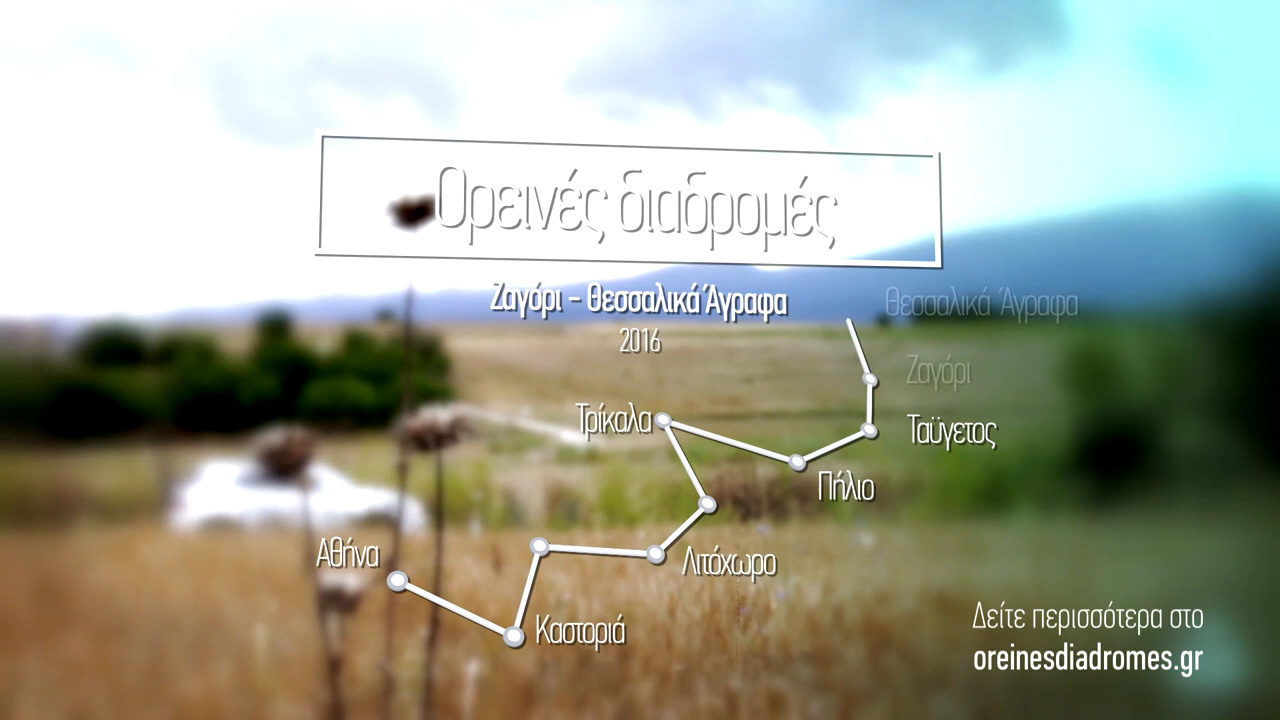 Ορεινές διαδρομές
Ζαγόρι - Θεσσαλικά Άγραφα
2016
Θεσσαλικά Άγραφα
Ζαγόρι
Τρίκαλα
Ταΰγετος
Πήλιο
Αθήνα
Λιτόχωρο
Καστοριά
Δείτε περισσότερα στο
oreinesdiadromes.gr